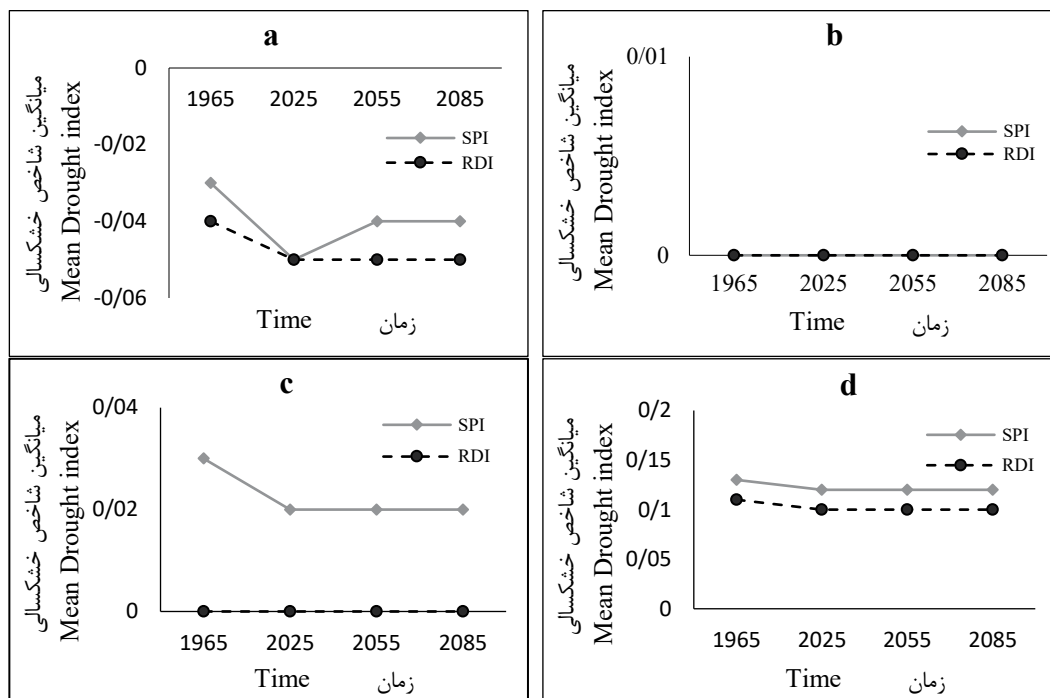 a
0
-0/02
-0/04
-0/06
1965 2025 2055 2085
SPI
RDI
میانگین شاخص خشکسالی
Mean Drought index
Time زمان
b
0/01
0
1965 2025 2055 2085
SPI
RDI
میانگین شاخص خشکسالی
Mean Drought index
Time زمان
c
0/04
0/02
0
1965 2025 2055 2085
SPI
RDI
میانگین شاخص خشکسالی
Mean Drought index
Time زمان
d
0/2
0/15
0/1
0/05
0
1965 2025 2055 2085
SPI
RDI
میانگین شاخص خشکسالی
Mean Drought index
Time زمان